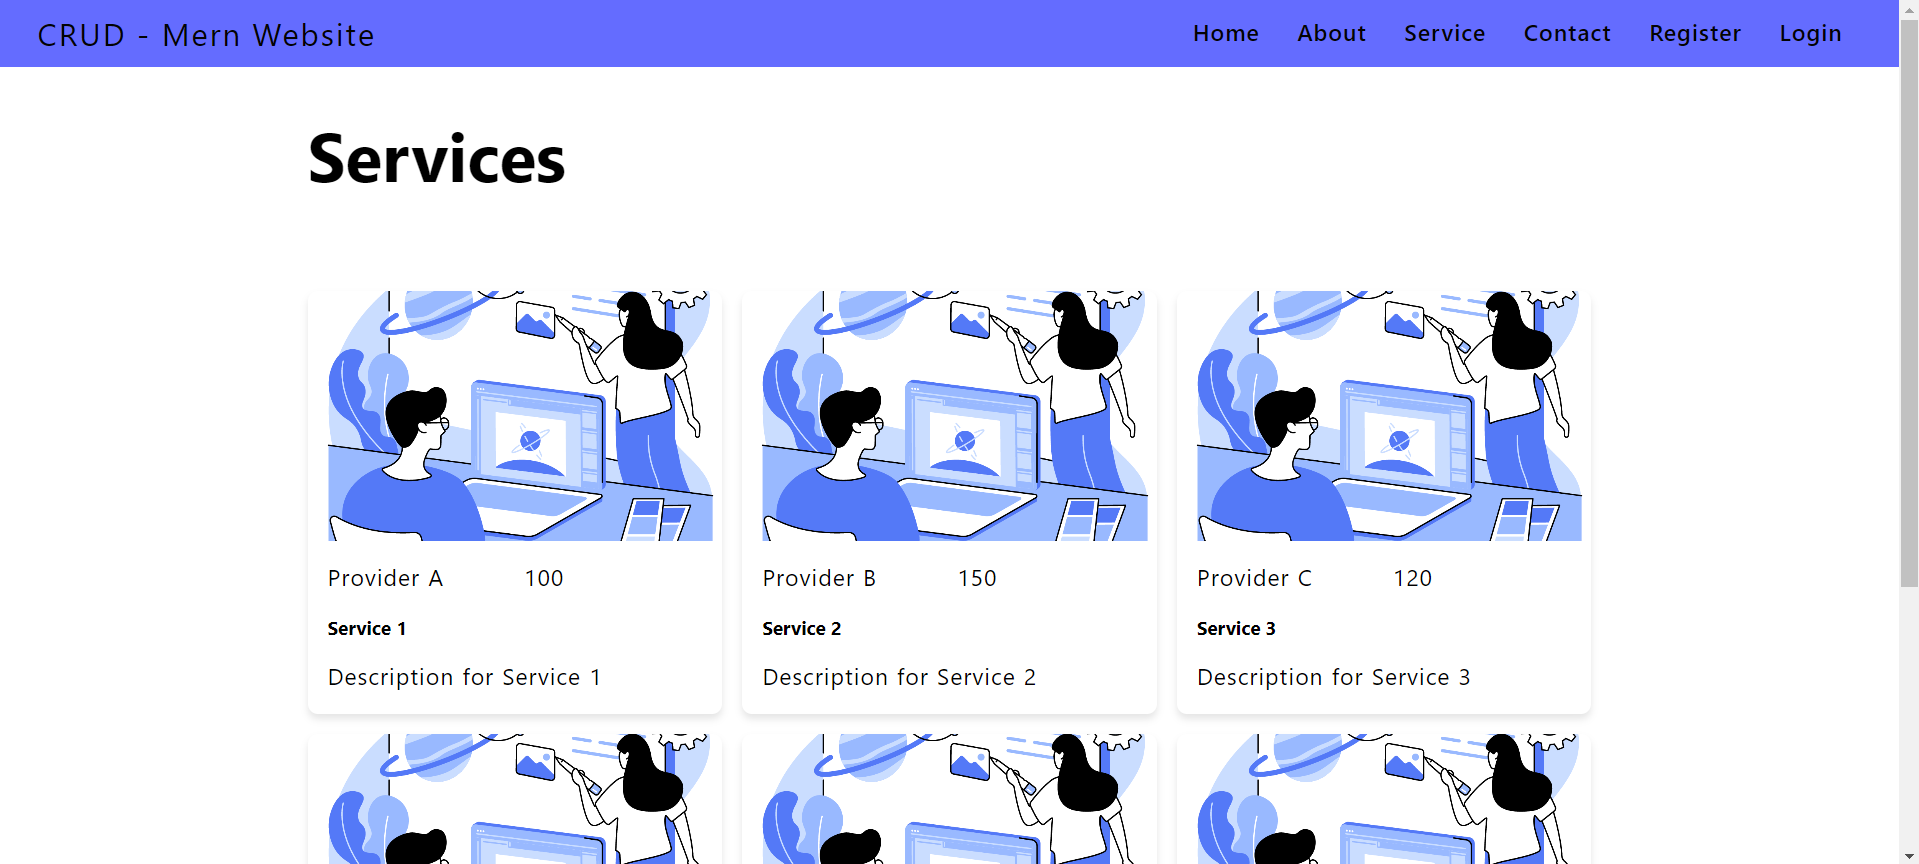 CRUD - Mern Website
Home About Service Contact Register Login
Services
Provider A 100
Service 1
Description for Service 1
Provider B 150
Service 2
Description for Service 2
Provider C 120
Service 3
Description for Service 3